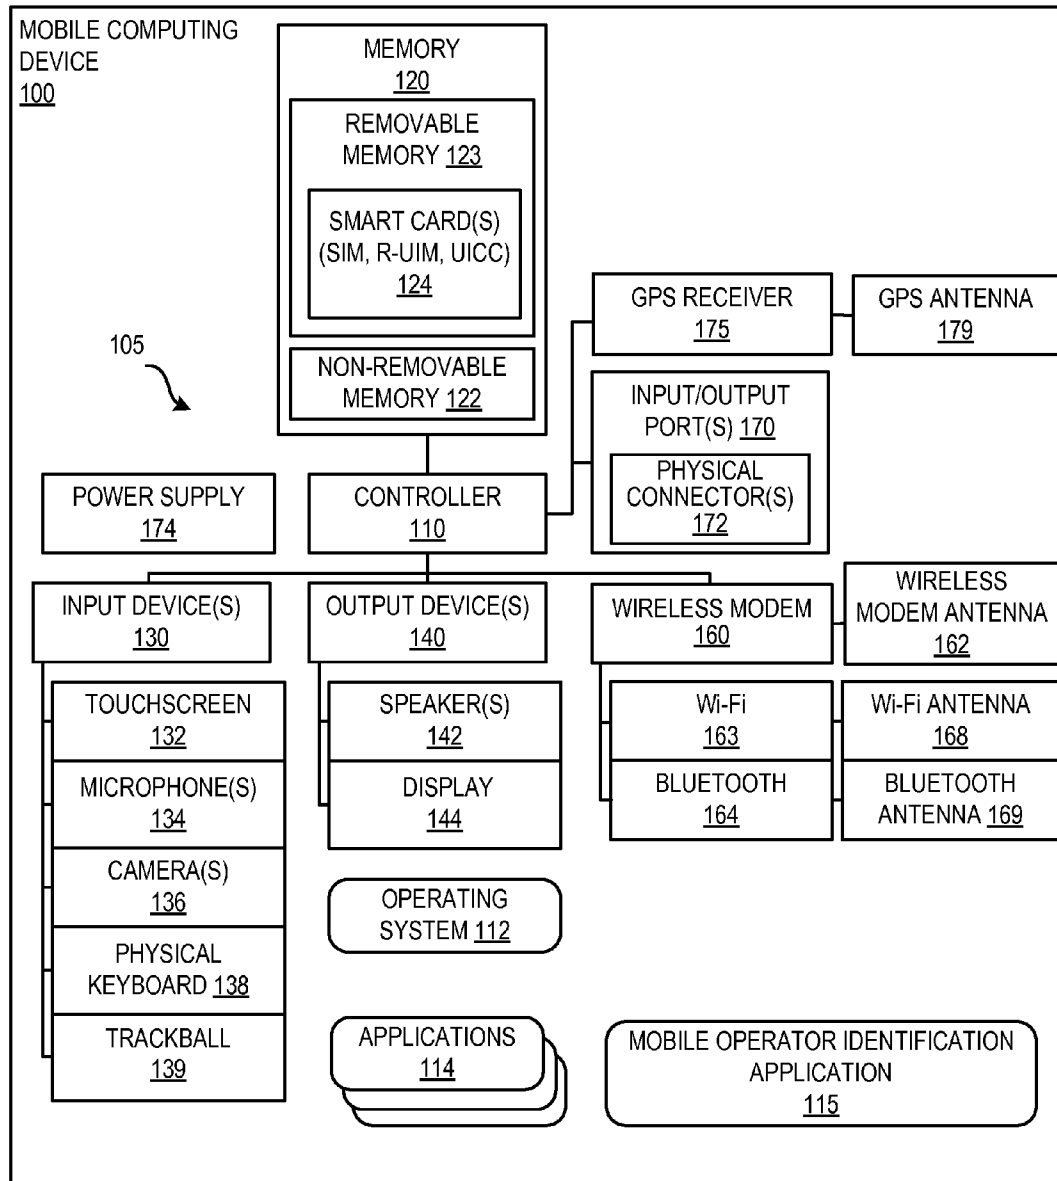 MOBILE COMPUTING
DEVICE
100
MEMORY
120
REMOVABLE
MEMORY 123
SMART CARD(S)
(SIM, R-UIM, UICC)
124
NON-REMOVABLE
MEMORY 122
105
GPS RECEIVER
175
GPS ANTENNA
179
INPUT/OUTPUT
PORT(S) 170
PHYSICAL
CONNECTOR(S)
172
POWER SUPPLY
174
CONTROLLER
110
INPUT DEVICE(S)
130
OUTPUT DEVICE(S)
140
WIRELESS MODEM
160
WIRELESS
MODEM ANTENNA
162
TOUCHSCREEN
132
MICROPHONE(S)
134
CAMERA(S)
136
PHYSICAL
KEYBOARD 138
TRACKBALL
139
SPEAKER(S)
142
DISPLAY
144
Wi-Fi
163
Wi-Fi ANTENNA
168
BLUETOOTH
164
BLUETOOTH
ANTENNA 169
OPERATING
SYSTEM 112
APPLICATIONS
114
MOBILE OPERATOR IDENTIFICATION
APPLICATION
115